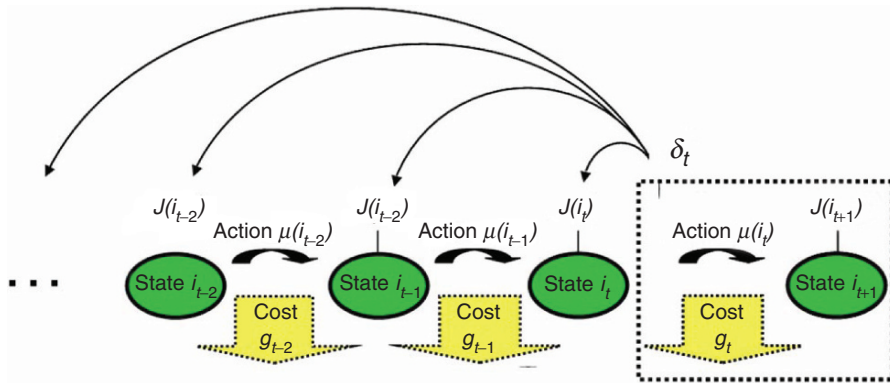 δt
J(it–2) J(it–2) J(it) J(it+1)
Action μ(it–2) Action μ(it–1) Action μ(it)
State it–2 State it–1 State it State it+1
Cost Cost Cost
gt–2 gt–1 gt